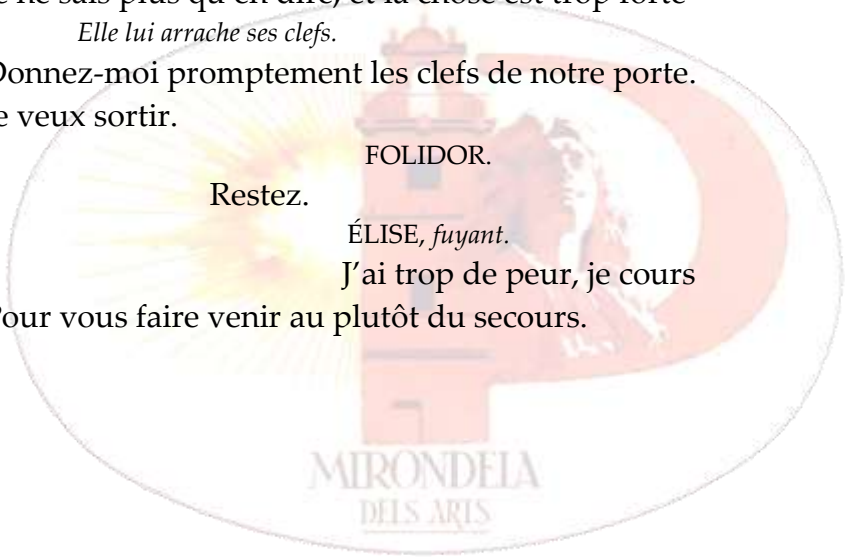 e ne sais plus qu'en dire, et la chose est trop forte
Elle lui arrache ses clefs.
Donnez-moi promptement les clefs de notre porte.
e veux sortir.
FOLIDOR.
Restez.
ÉLISE, fuyant.
J'ai trop de peur, je cours
Pour vous faire venir au plutôt du secours.
MIRONDELA
DELS ARTS